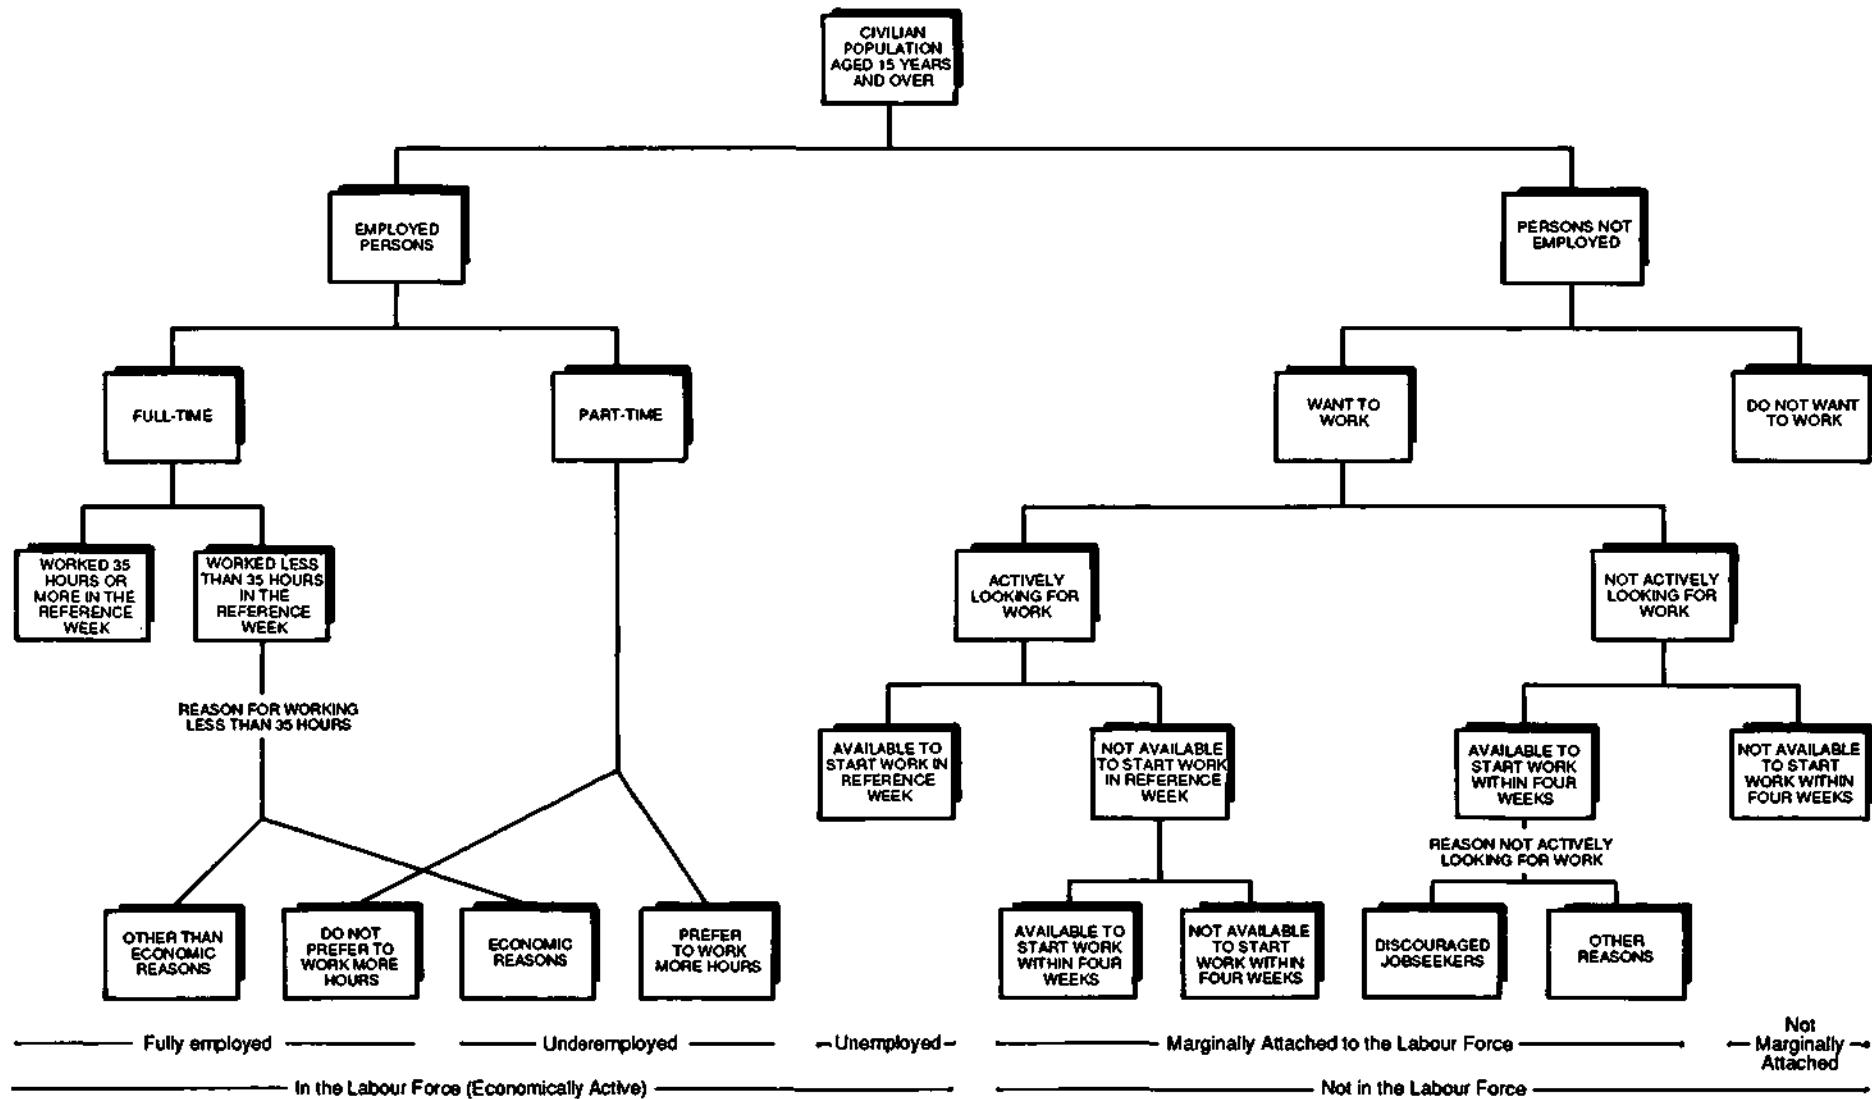 CIVILIAN
POPULATION
AGED 15 YEARS
AND OVER
EMPLOYED
PERSONS
PERSONS NOT
EMPLOYED
FULL-TIME
PART-TIME
WANT TO
WORK
DO NOT WANT
TO WORK
WORKED 35
HOURS OR
MORE IN THE
REFERENCE
WEEK
WORKED LESS
THAN 35 HOURS
IN THE
REFERENCE
WEEK
ACTIVELY
LOOKING FOR
WORK
NOT ACTIVELY
LOOKING FOR
WORK
REASON FOR WORKING
LESS THAN 35 HOURS
AVAILABLE TO
START WORK IN
REFERENCE
WEEK
NOT AVAILABLE
TO START WORK
IN REFERENCE
WEEK
AVAILABLE TO
START WORK
WITHIN FOUR
WEEKS
NOT AVAILABLE
TO START
WORK WITHIN
FOUR WEEKS
REASON NOT ACTIVELY
LOOKING FOR WORK
OTHER THAN
ECONOMIC
REASONS
DO NOT
PREFER TO
WORK MORE
HOURS
ECONOMIC
REASONS
PREFER
TO WORK
MORE HOURS
AVAILABLE TO
START WORK
WITHIN FOUR
WEEKS
NOT AVAILABLE
TO START
WORK WITHIN
FOUR WEEKS
DISCOURAGED
JOBSEEKERS
OTHER
REASONS
Fully employed
Underemployed
Unemployed
Marginally Attached to the Labour Force
Not
Marginally
Attached
In the Labour Force (Economically Active)
Not in the Labour Force